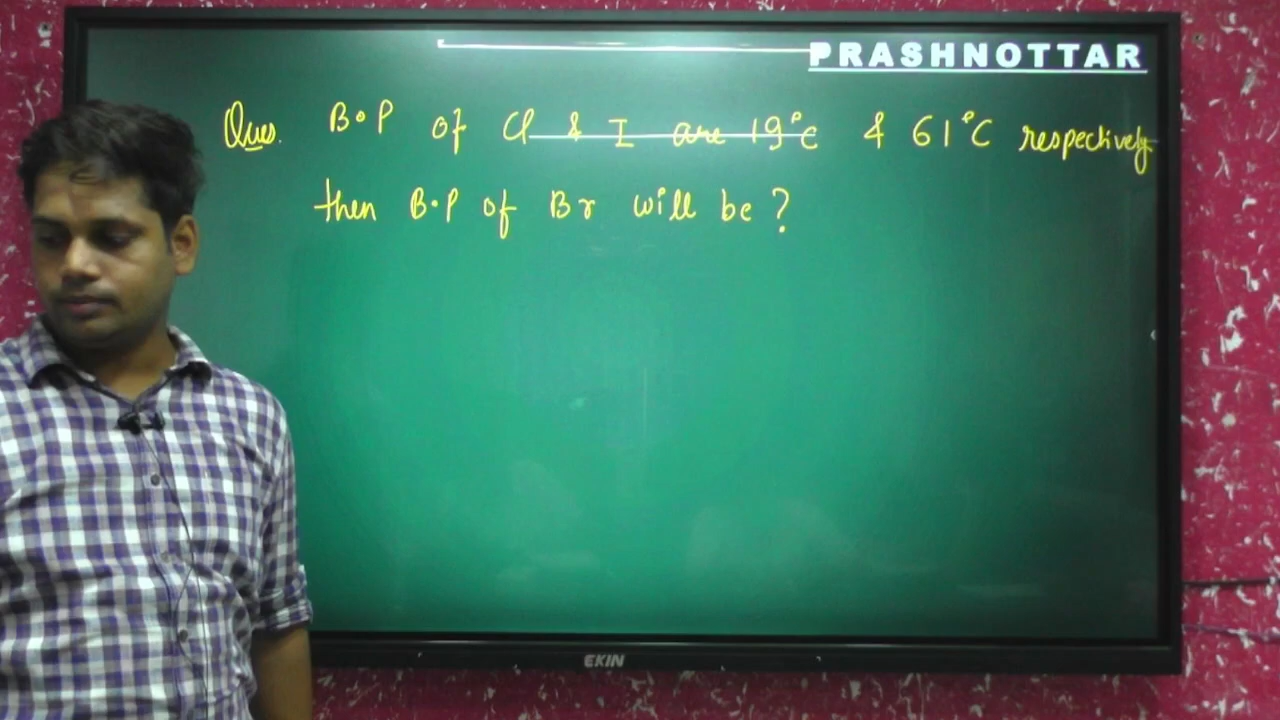 PRASHNOTTAR
Ques. B.P of Cl & I are 19°C & 61°C respectively
then B.P of Br will be ?
EKIN